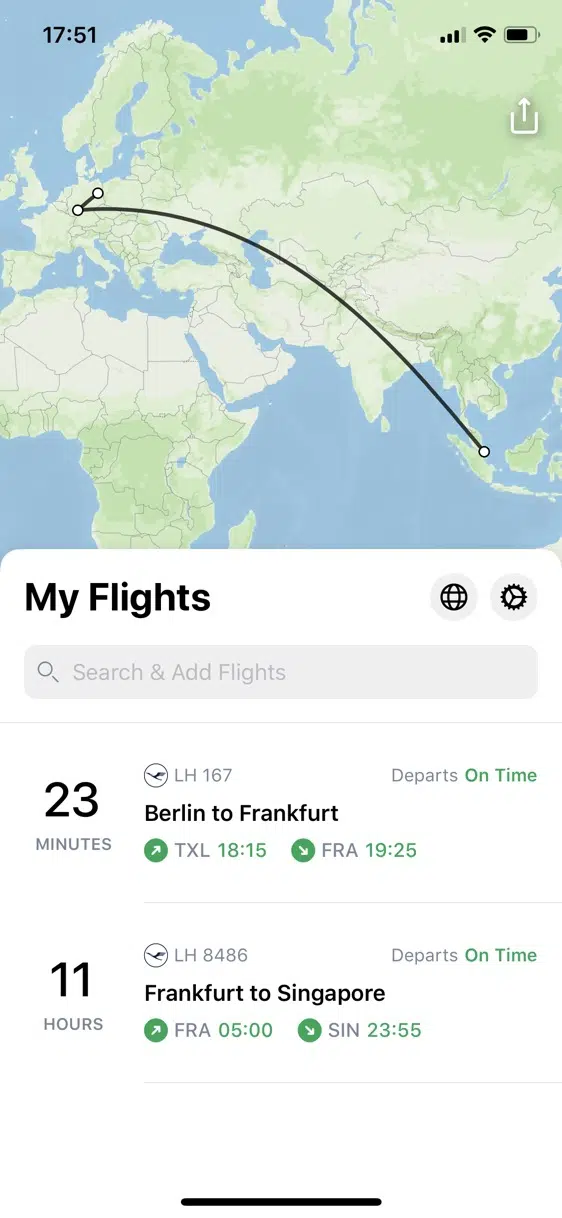 17:51
My Flights
Search & Add Flights
LH 167
Departs On Time
23
MINUTES
Berlin to Frankfurt
TXL 18:15 FRA 19:25
LH 8486
Departs On Time
11
HOURS
Frankfurt to Singapore
FRA 05:00 SIN 23:55